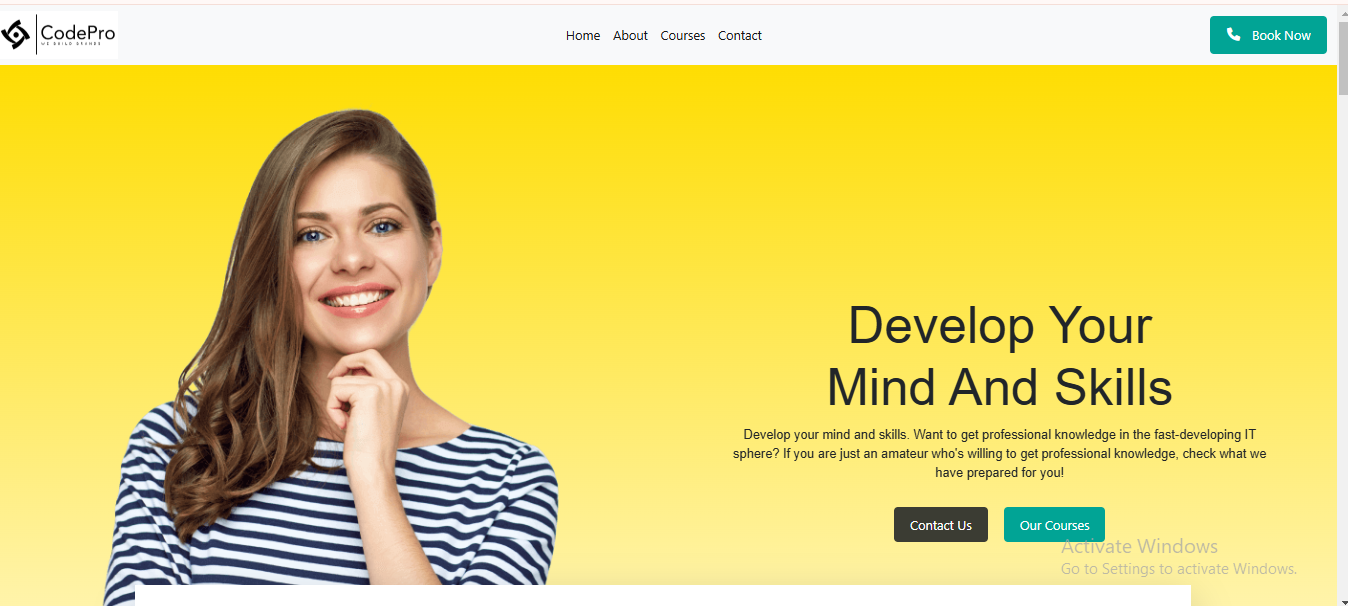 CodePro
WE BUILD BRANDS
Home About Courses Contact
Book Now
Develop Your
Mind And Skills
Develop your mind and skills. Want to get professional knowledge in the fast-developing IT
sphere? If you are just an amateur who's willing to get professional knowledge, check what we
have prepared for you!
Contact Us Our Courses
Activate Windows
Go to Settings to activate Windows.